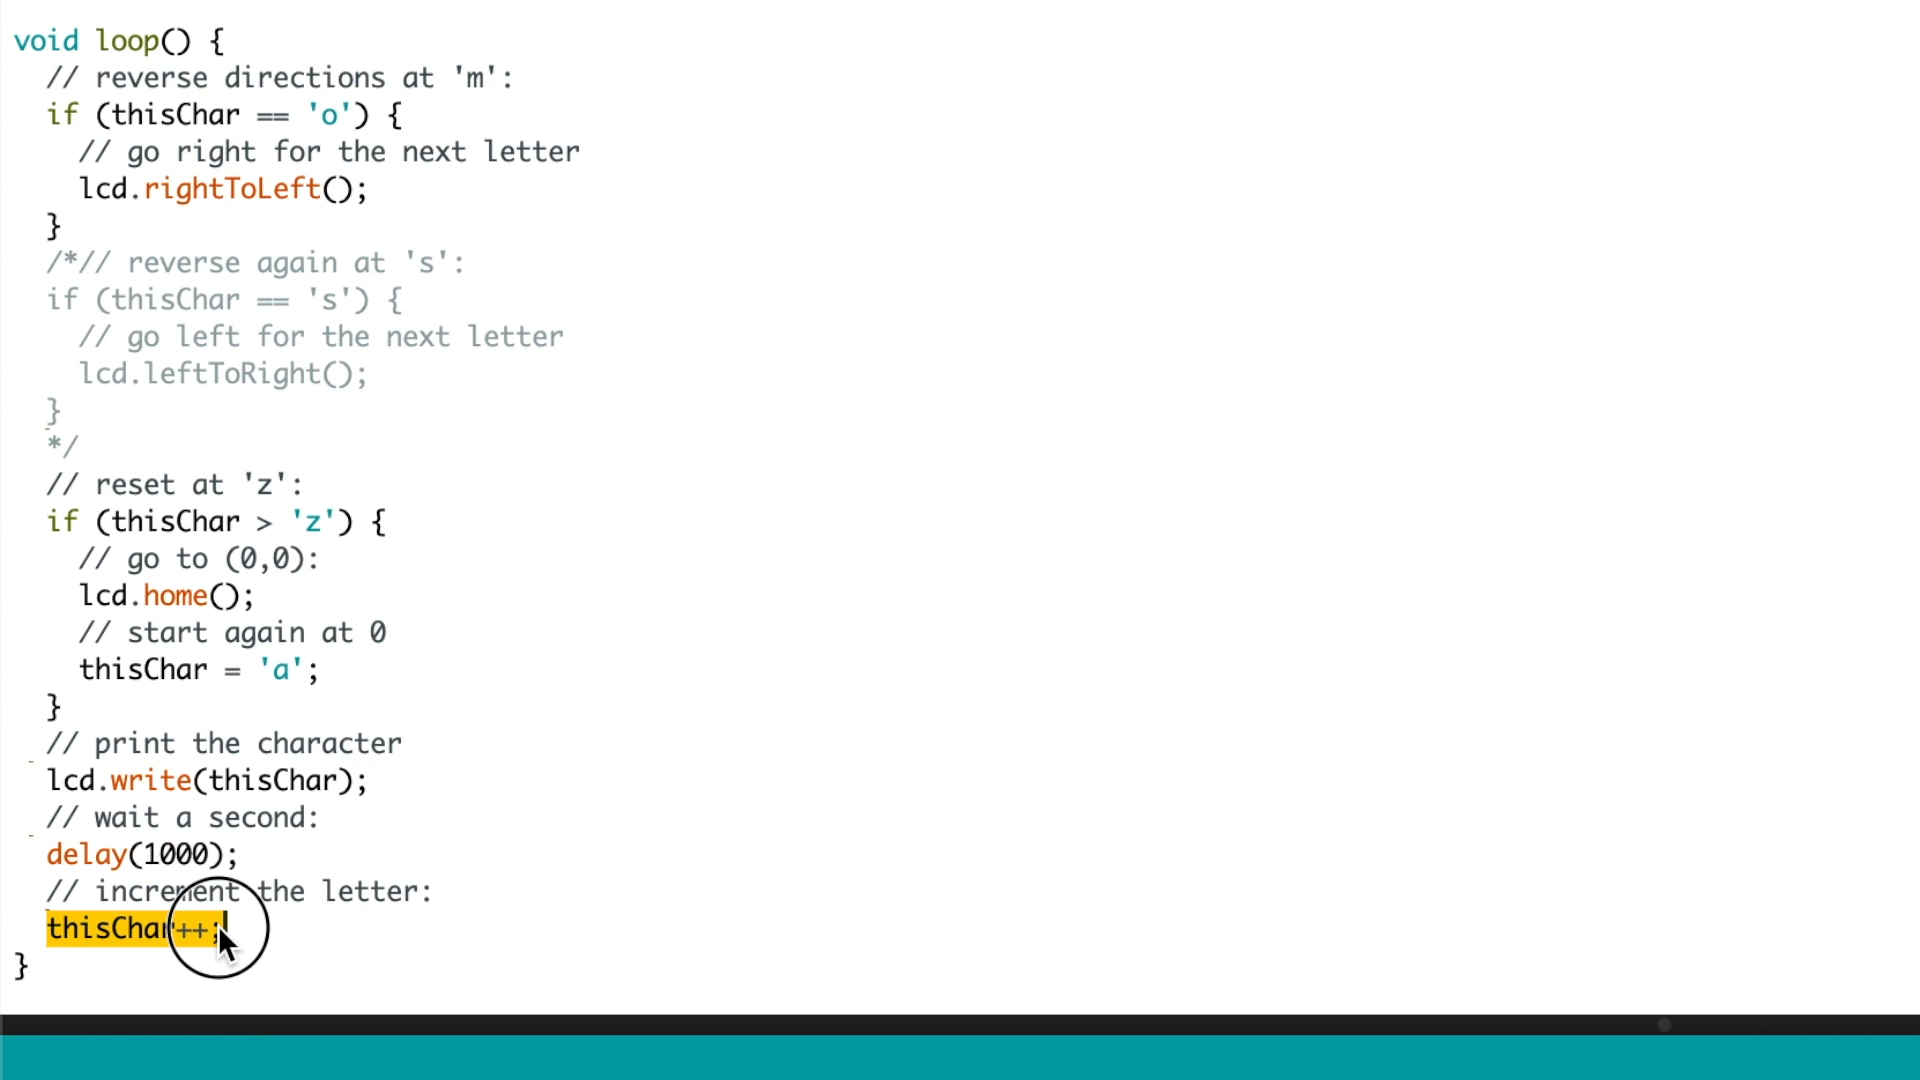 void loop() {
// reverse directions at 'm':
if (thisChar == 'o') {
// go right for the next letter
lcd.rightToLeft();
}
/*// reverse again at 's':
if (thisChar == 's') {
// go left for the next letter
lcd.leftToRight();
}
*/
// reset at 'z':
if (thisChar > 'z') {
// go to (0,0):
lcd.home();
// start again at 0
thisChar = 'a';
}
// print the character
lcd.write(thisChar);
// wait a second:
delay(1000);
// increment the letter:
thisChar++;
}